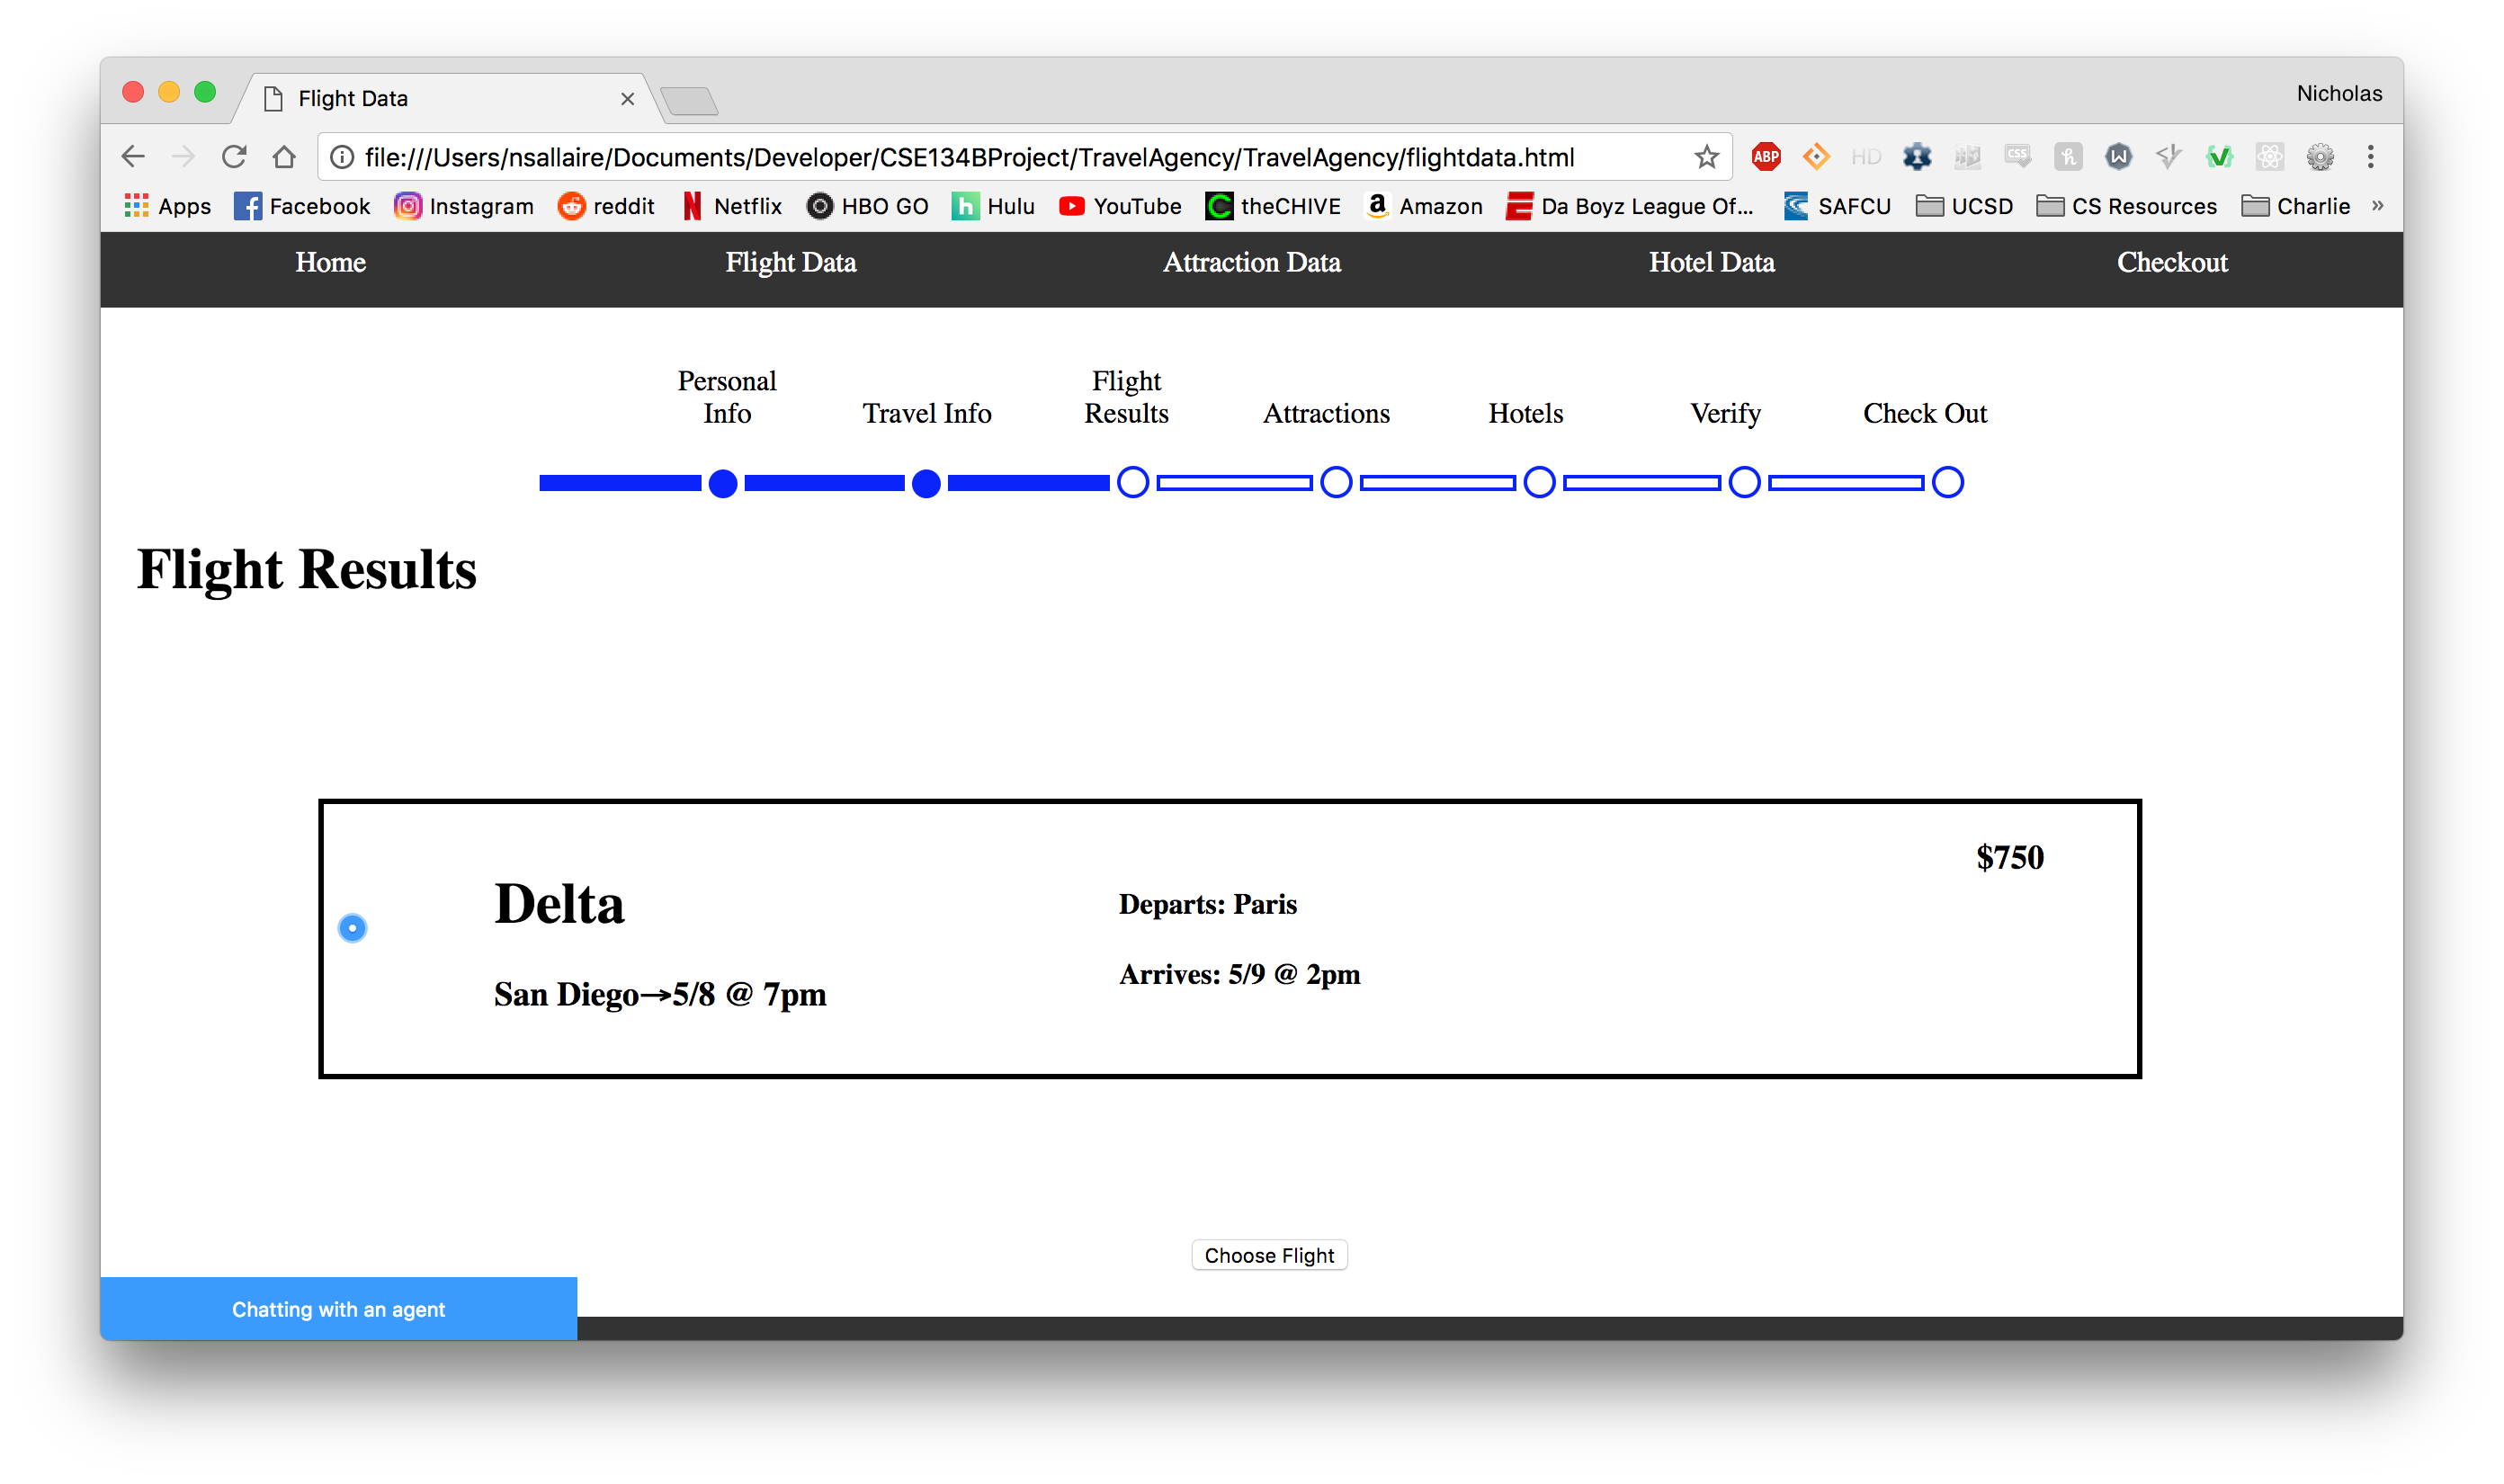 Flight Data
Nicholas
file:///Users/nsallaire/Documents/Developer/CSE134BProject/TravelAgency/TravelAgency/flightdata.html
ABP
HD
CSS
Apps
Facebook
Instagram
reddit
Netflix
HBO GO
Hulu
YouTube
theCHIVE
Amazon
Da Boyz League Of...
SAFCU
UCSD
CS Resources
Charlie
»
Home
Flight Data
Attraction Data
Hotel Data
Checkout
Personal
Info
Travel Info
Flight
Results
Attractions
Hotels
Verify
Check Out
Flight Results
$750
Delta
Departs: Paris
Arrives: 5/9 @ 2pm
San Diego→5/8 @ 7pm
Choose Flight
Chatting with an agent